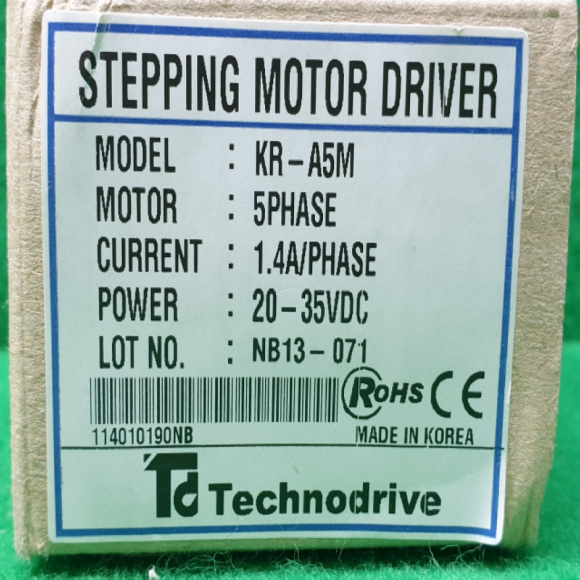 STEPPING MOTOR DRIVER
MODEL : KR-A5M
MOTOR : 5PHASE
CURRENT : 1.4A/PHASE
POWER : 20-35VDC
LOT NO. : NB13-071
RoHS CE
114010190NB MADE IN KOREA
Td Technodrive